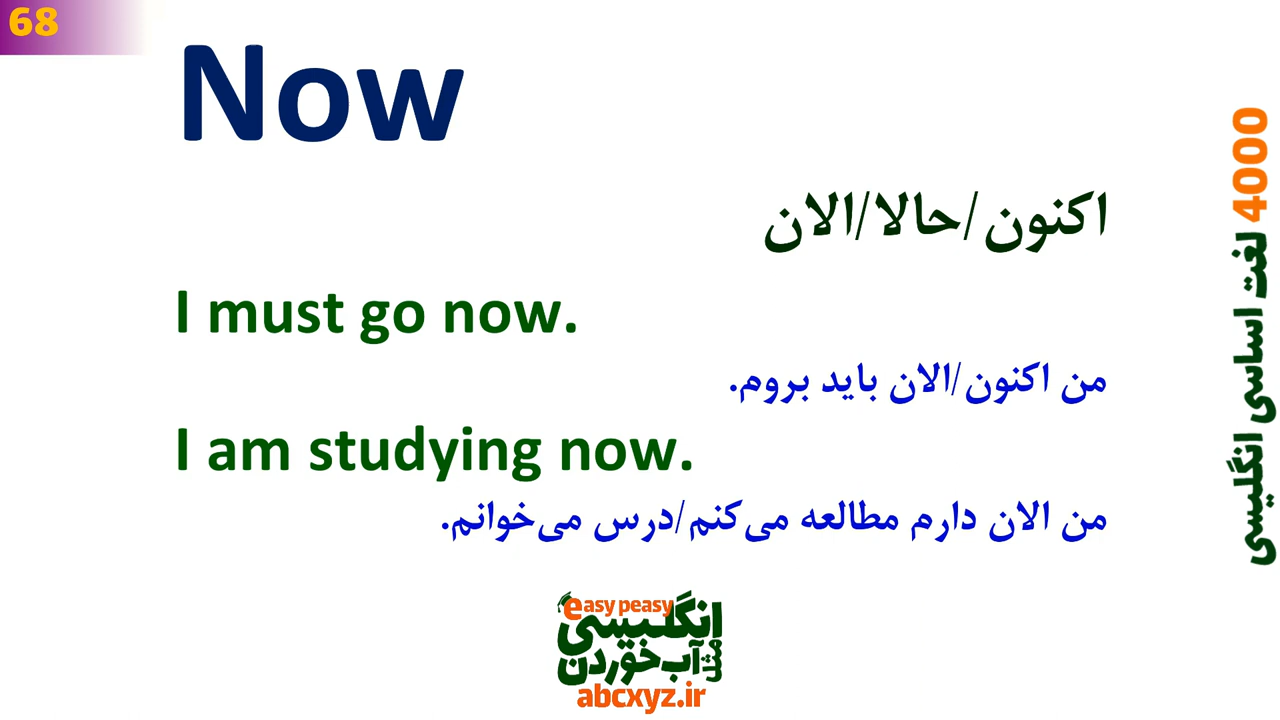 68
Now
اکنون/حالا/الان
I must go now.
من اکنون/الان باید بروم.
I am studying now.
من الان دارم مطالعه می‌کنم/درس می‌خوانم.
4000 لغت اساسی انگلیسی
easy peasy
انگلیسی
مثل آب خوردن
abcxyz.ir